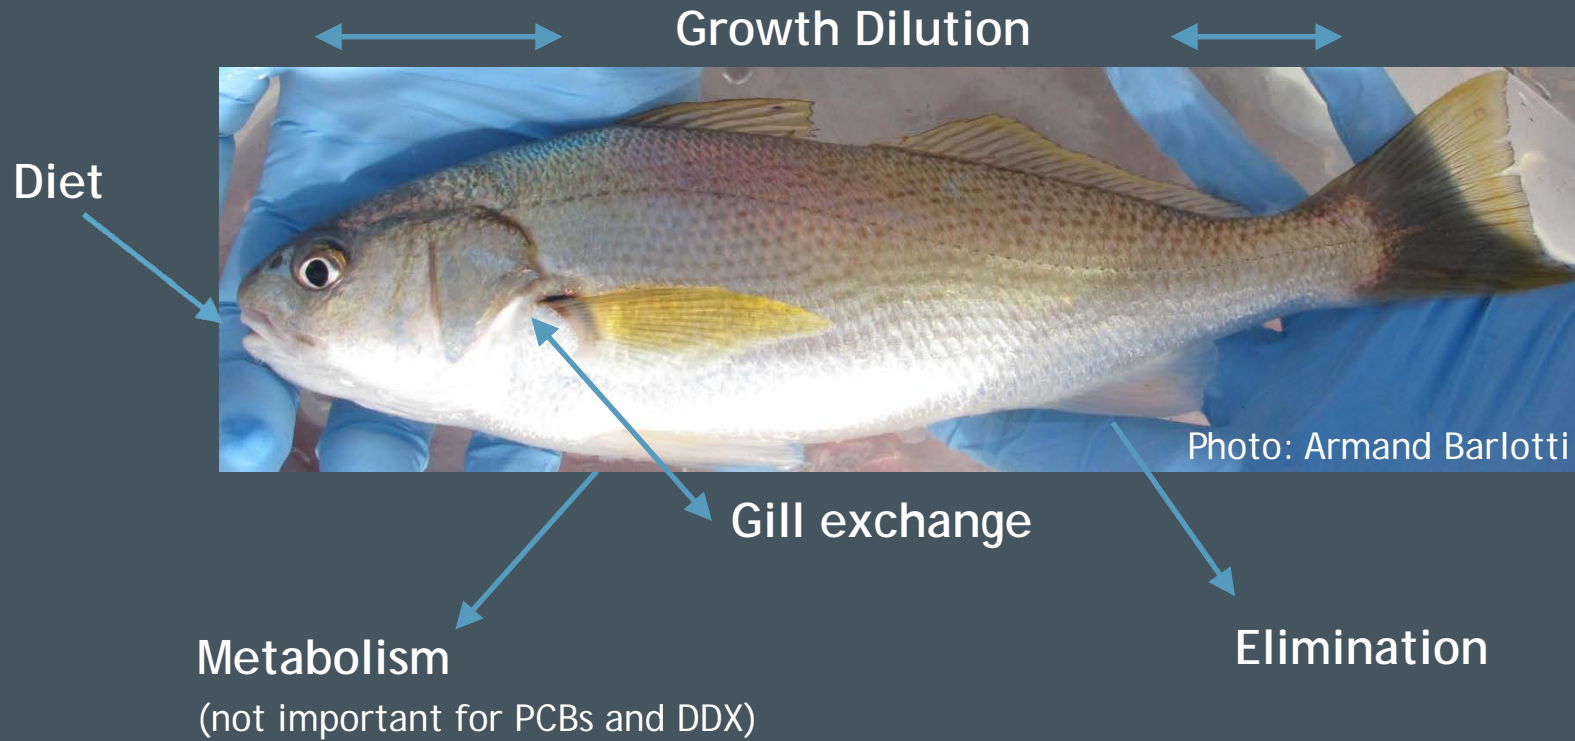 Growth Dilution
Diet
Photo: Armand Barlotti
Gill exchange
Metabolism
(not important for PCBs and DDX)
Elimination